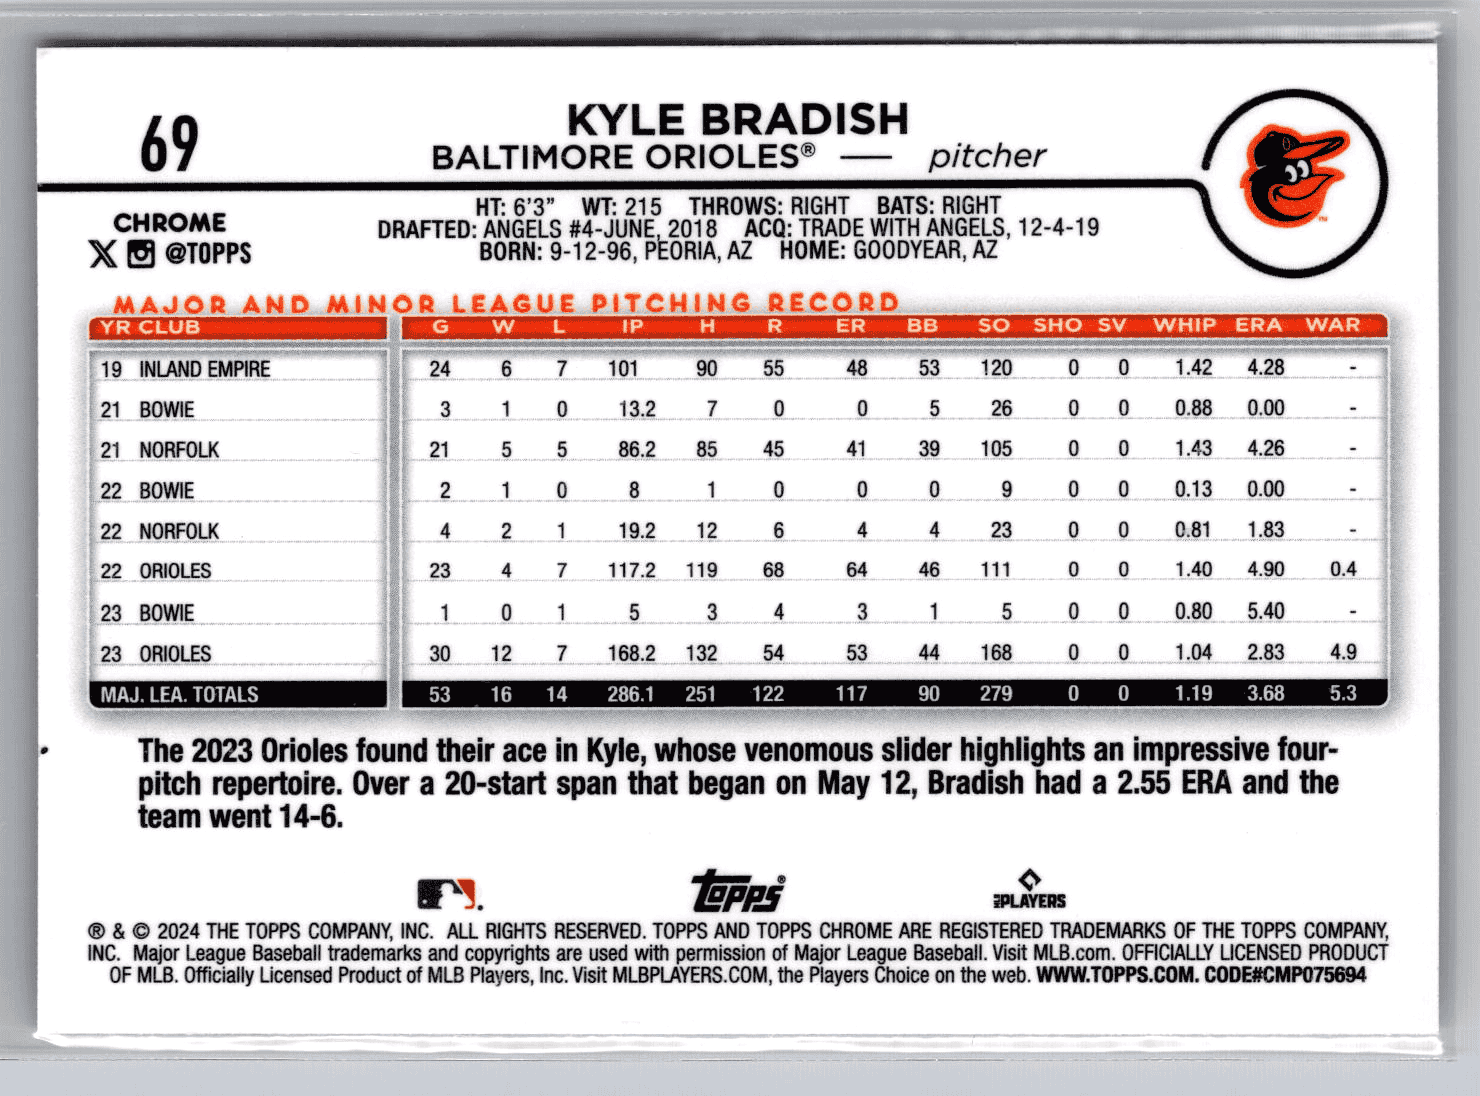 69
KYLE BRADISH
BALTIMORE ORIOLES® — pitcher
CHROME
X @TOPPS
HT: 6'3" WT: 215 THROWS: RIGHT BATS: RIGHT
DRAFTED: ANGELS #4-JUNE, 2018 ACQ: TRADE WITH ANGELS, 12-4-19
BORN: 9-12-96, PEORIA, AZ HOME: GOODYEAR, AZ
TM
MAJOR AND MINOR LEAGUE PITCHING RECORD
YR CLUB G W L IP H R ER BB SO SHO SV WHIP ERA WAR
19 INLAND EMPIRE 24 6 7 101 90 55 48 53 120 0 0 1.42 4.28 -
21 BOWIE 3 1 0 13.2 7 0 0 5 26 0 0 0.88 0.00 -
21 NORFOLK 21 5 5 86.2 85 45 41 39 105 0 0 1.43 4.26 -
22 BOWIE 2 1 0 8 1 0 0 0 9 0 0 0.13 0.00 -
22 NORFOLK 4 2 1 19.2 12 6 4 4 23 0 0 0.81 1.83 -
22 ORIOLES 23 4 7 117.2 119 68 64 46 111 0 0 1.40 4.90 0.4
23 BOWIE 1 0 1 5 3 4 3 1 5 0 0 0.80 5.40 -
23 ORIOLES 30 12 7 168.2 132 54 53 44 168 0 0 1.04 2.83 4.9
MAJ. LEA. TOTALS 53 16 14 286.1 251 122 117 90 279 0 0 1.19 3.68 5.3
The 2023 Orioles found their ace in Kyle, whose venomous slider highlights an impressive four-
pitch repertoire. Over a 20-start span that began on May 12, Bradish had a 2.55 ERA and the
team went 14-6.
Topps® PLAYERS
® & © 2024 THE TOPPS COMPANY, INC. ALL RIGHTS RESERVED. TOPPS AND TOPPS CHROME ARE REGISTERED TRADEMARKS OF THE TOPPS COMPANY,
INC. Major League Baseball trademarks and copyrights are used with permission of Major League Baseball. Visit MLB.com. OFFICIALLY LICENSED PRODUCT
OF MLB. Officially Licensed Product of MLB Players, Inc. Visit MLBPLAYERS.COM, the Players Choice on the web. WWW.TOPPS.COM. CODE#CMP075694